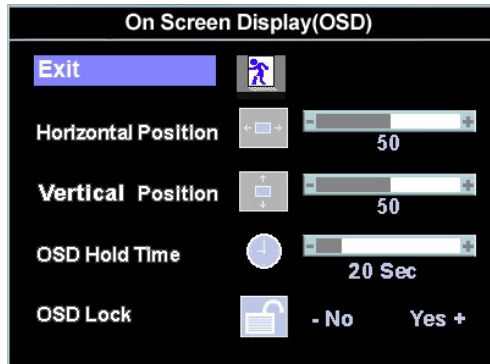 On Screen Display(OSD)
Exit
Horizontal Position
- +
50
Vertical Position
- +
50
OSD Hold Time
- +
20 Sec
OSD Lock - No Yes +